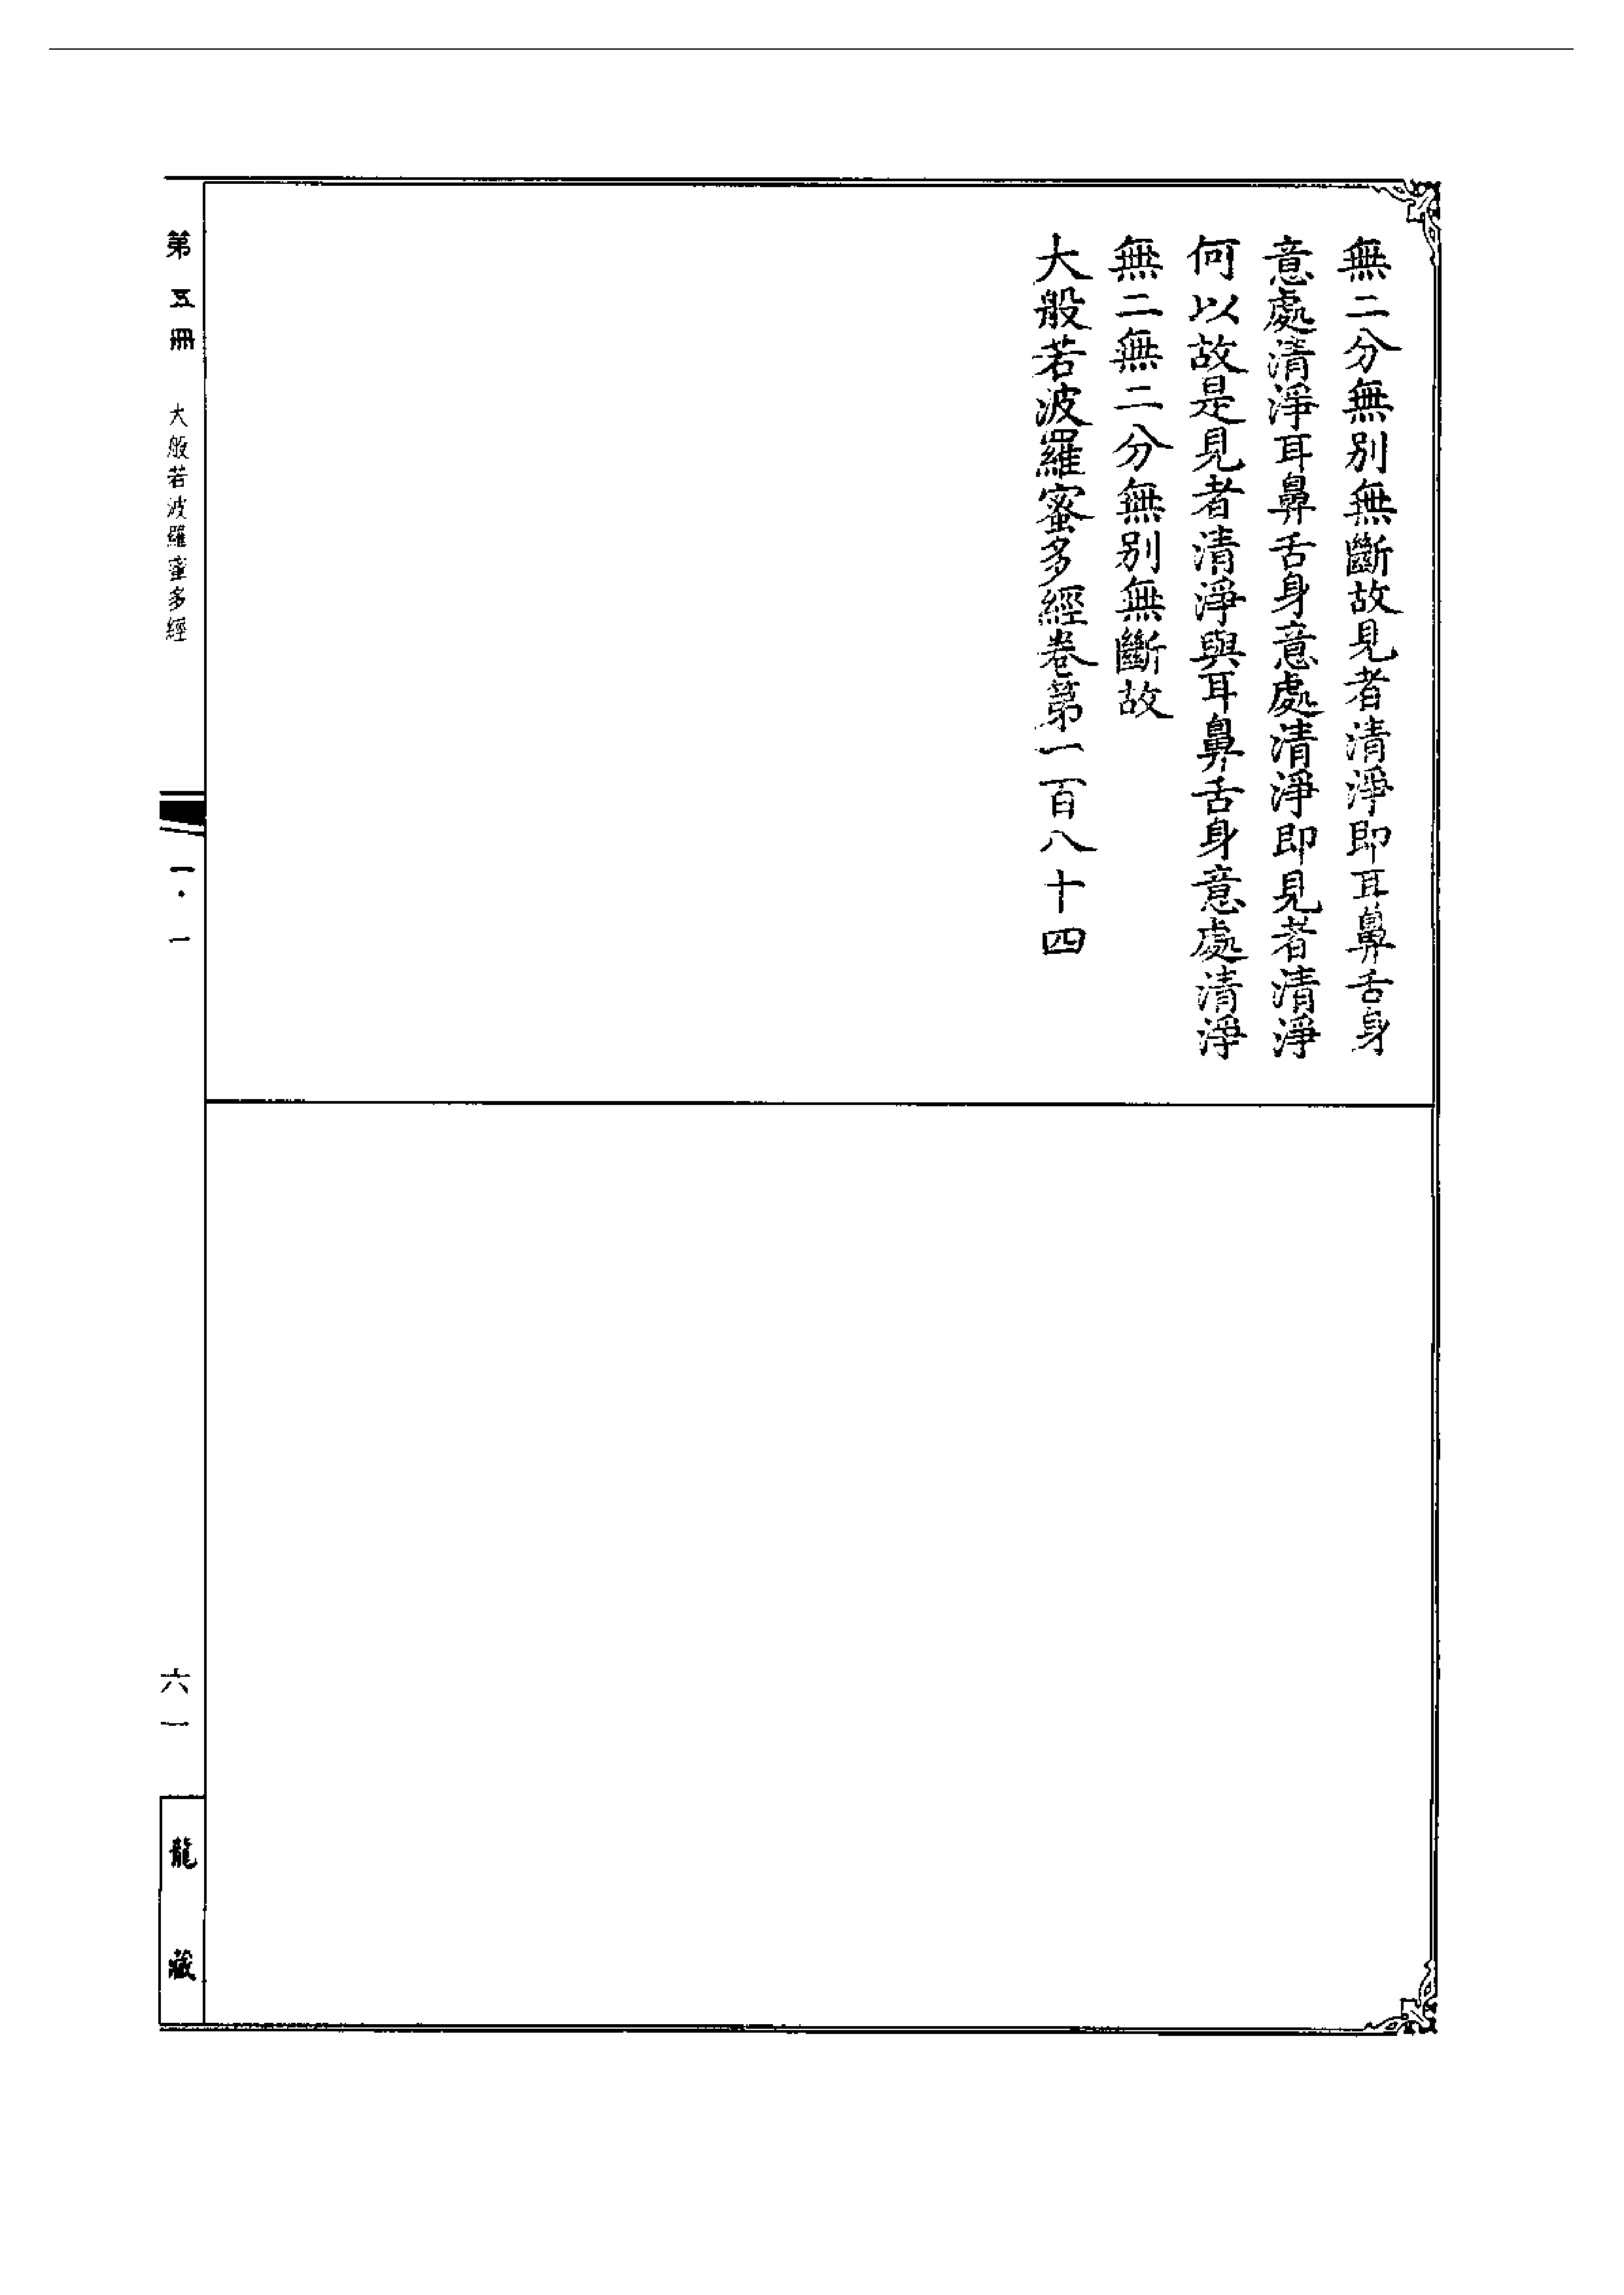 無二分無別無斷故見者清淨即耳鼻舌身
意處清淨耳鼻舌身意處清淨即見者清淨
何以故是見者清淨與耳鼻舌身意處清淨
無二無二分無別無斷故
大般若波羅蜜多經卷第一百八十四
第五冊 大般若波羅蜜多經
一·一
六一
龍藏